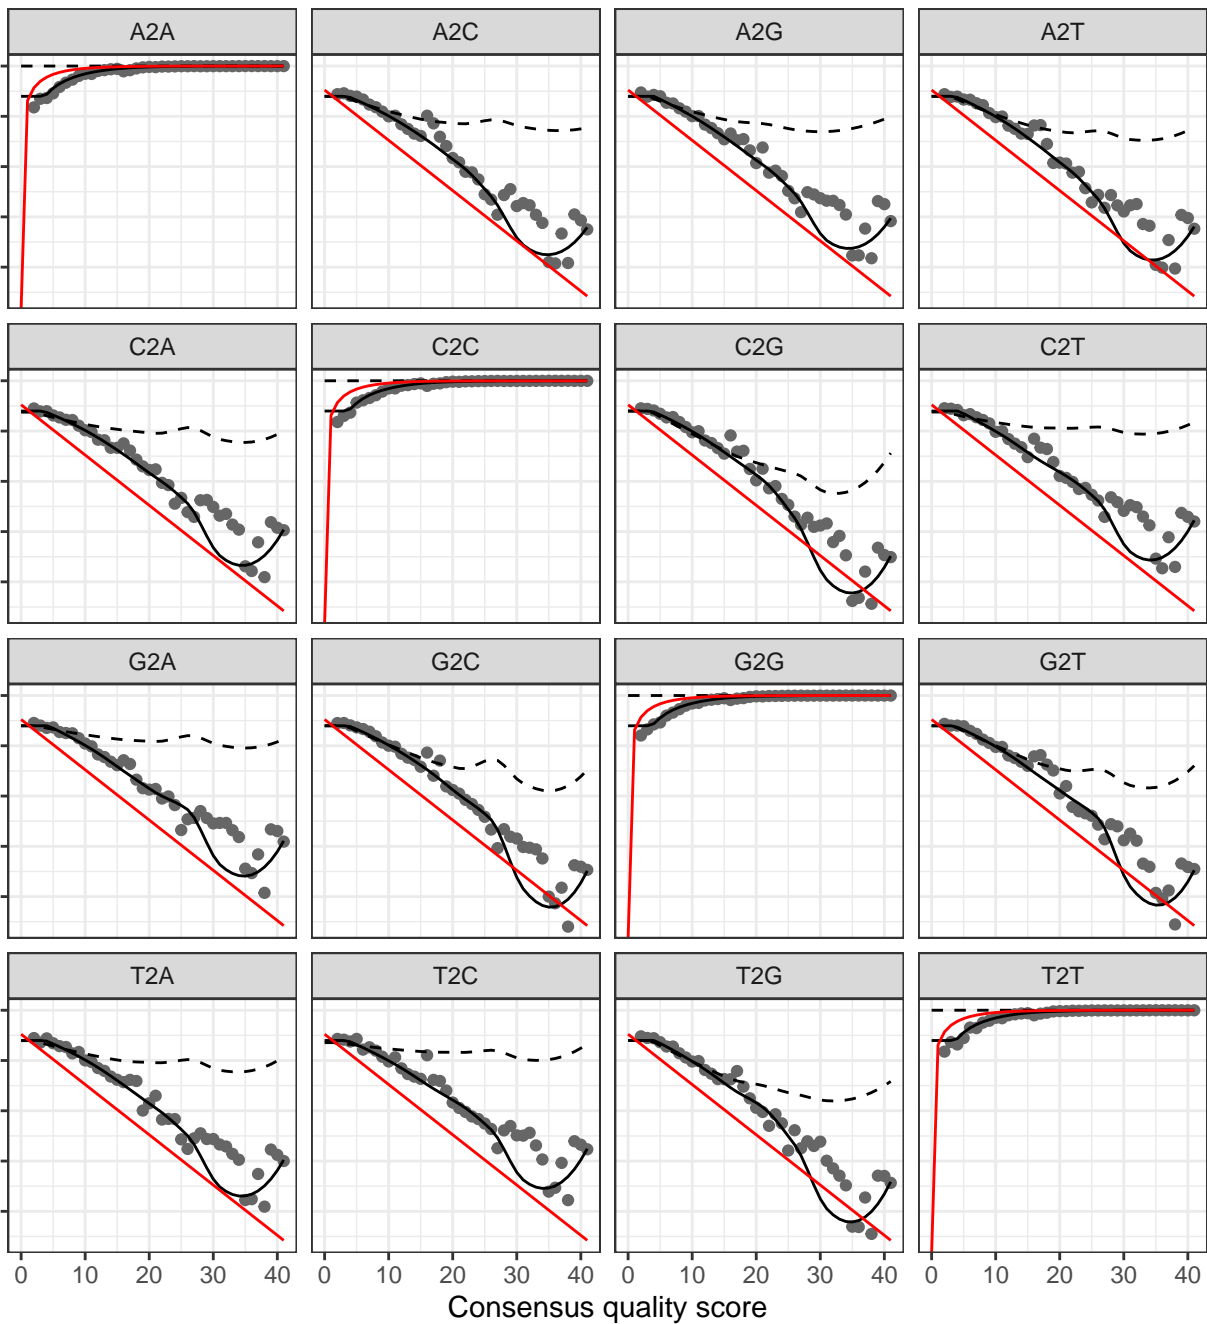 A2A A2C A2G A2T
C2A C2C C2G C2T
G2A G2C G2G G2T
T2A T2C T2G T2T
0 10 20 30 40 0 10 20 30 40 0 10 20 30 40 0 10 20 30 40
Consensus quality score